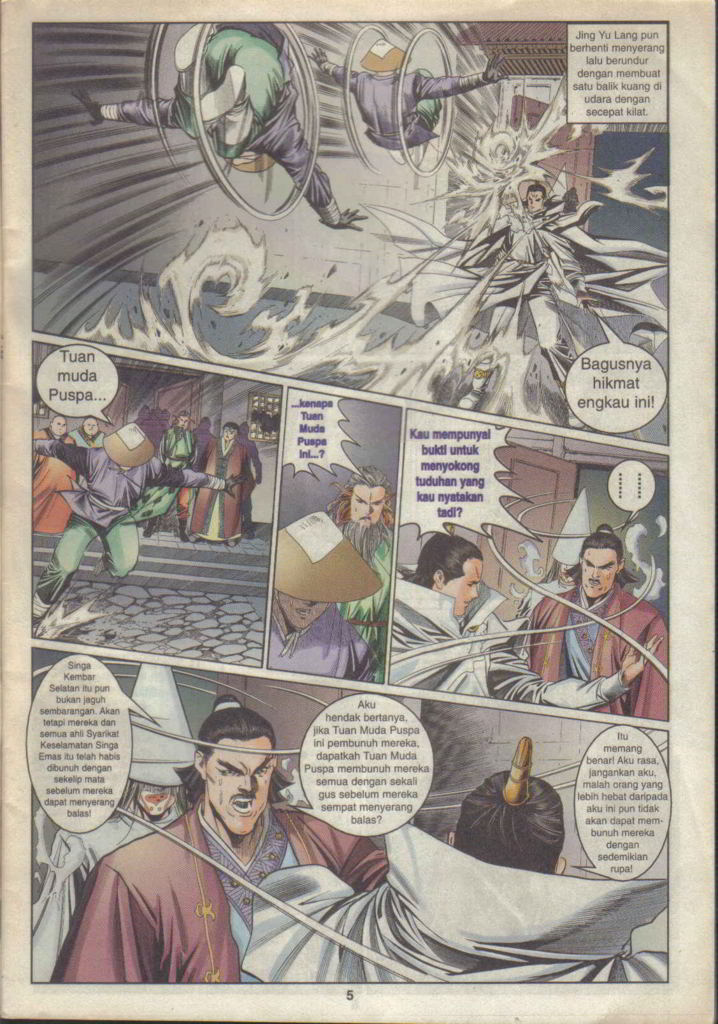 Jing Yu Lang pun
berhenti menyerang
lalu berundur
dengan membuat
satu balik kuang di
udara dengan
secepat kilat.
Bagusnya
hikmat
engkau ini!
Tuan
muda
Puspa...
...kenapa
Tuan
Muda
Puspa
ini...?
Kau mempunyai
bukti untuk
menyokong
tuduhan yang
kau nyatakan
tadi?
!!
Singa
Kembar
Selatan itu pun
bukan jaguh
sembarangan. Akan
tetapi mereka dan
semua ahli Syarikat
Keselamatan Singa
Emas itu telah habis
dibunuh dengan
sekelip mata
sebelum mereka
dapat menyerang
balas!
Aku
hendak bertanya,
jika Tuan Muda Puspa
ini pembunuh mereka,
dapatkah Tuan Muda
Puspa membunuh mereka
semua dengan sekali
gus sebelum mereka
sempat menyerang
balas?
Itu
memang
benar! Aku rasa,
jangankan aku,
malah orang yang
lebih hebat daripada
aku ini pun tidak
akan dapat mem-
bunuh mereka
dengan
sedemikian
rupa!
5